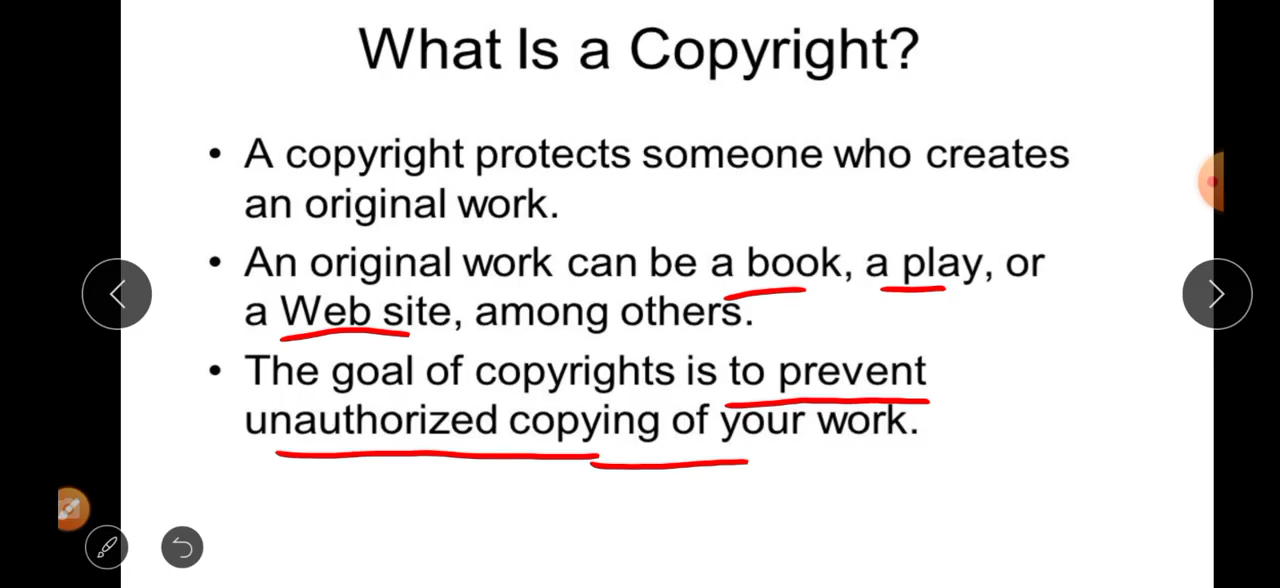 What Is a Copyright?
• A copyright protects someone who creates
an original work.
• An original work can be a book, a play, or
a Web site, among others.
• The goal of copyrights is to prevent
unauthorized copying of your work.